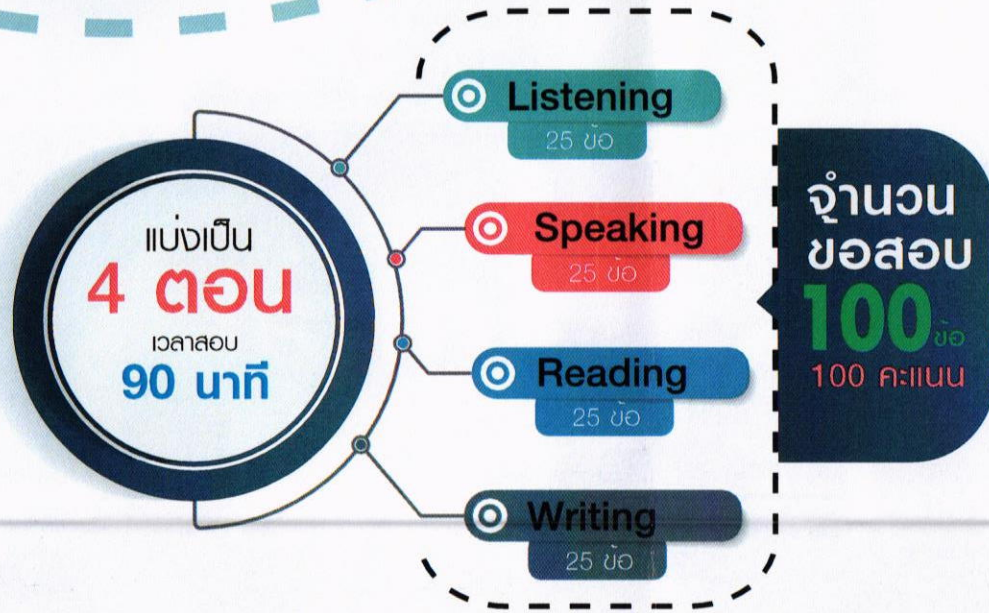 แบ่งเป็น
4 ตอน
เวลาสอบ
90 นาที
Listening
25 ข้อ
Speaking
25 ข้อ
Reading
25 ข้อ
Writing
25 ข้อ
จำนวน
ข้อสอบ
100 ข้อ
100 คะแนน